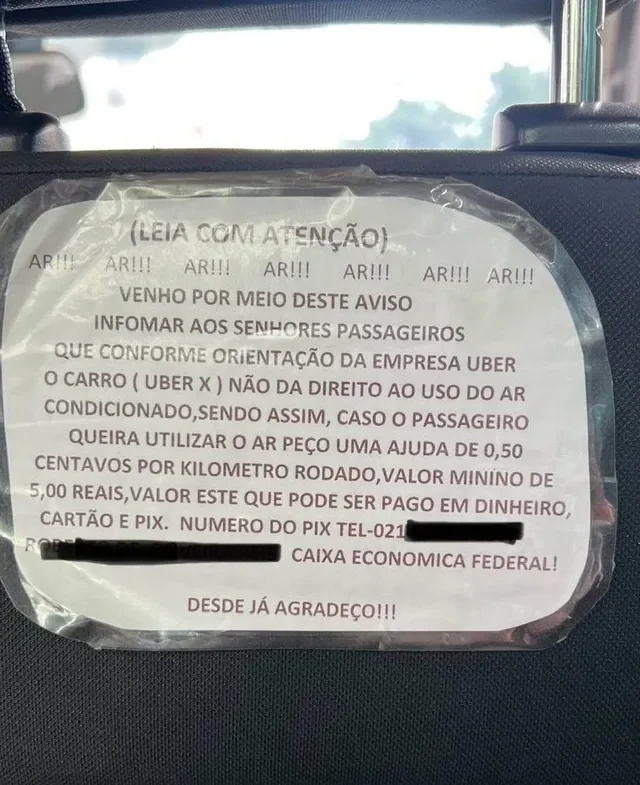 (LEIA COM ATENÇÃO)
AR!!! AR!!! AR!!! AR!!! AR!!! AR!!! AR!!!
VENHO POR MEIO DESTE AVISO
INFOMAR AOS SENHORES PASSAGEIROS
QUE CONFORME ORIENTAÇÃO DA EMPRESA UBER
O CARRO ( UBER X ) NÃO DA DIREITO AO USO DO AR
CONDICIONADO,SENDO ASSIM, CASO O PASSAGEIRO
QUEIRA UTILIZAR O AR PEÇO UMA AJUDA DE 0,50
CENTAVOS POR KILOMETRO RODADO,VALOR MININO DE
5,00 REAIS,VALOR ESTE QUE PODE SER PAGO EM DINHEIRO,
CARTÃO E PIX. NUMERO DO PIX TEL-021
CAIXA ECONOMICA FEDERAL!
DESDE JÁ AGRADEÇO!!!